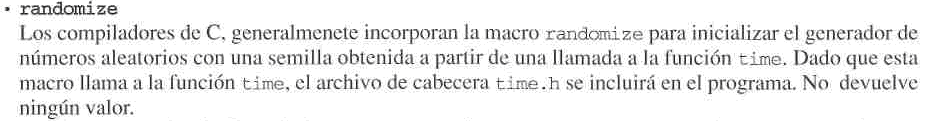 • randomize
Los compiladores de C, generalmenete incorporan la macro randomize para inicializar el generador de
números aleatorios con una semilla obtenida a partir de una llamada a la función time. Dado que esta
macro llama a la función time, el archivo de cabecera time.h se incluirá en el programa. No devuelve
ningún valor.